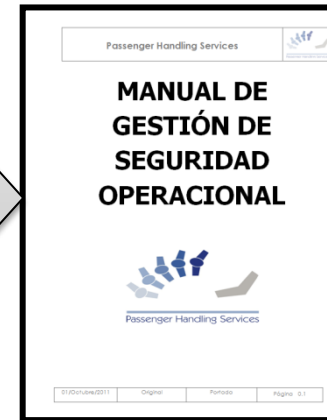 Passenger Handling Services
MANUAL DE
GESTIÓN DE
SEGURIDAD
OPERACIONAL
Passenger Handling Services
01/Octubre/2011 Original Portada Página 0.1